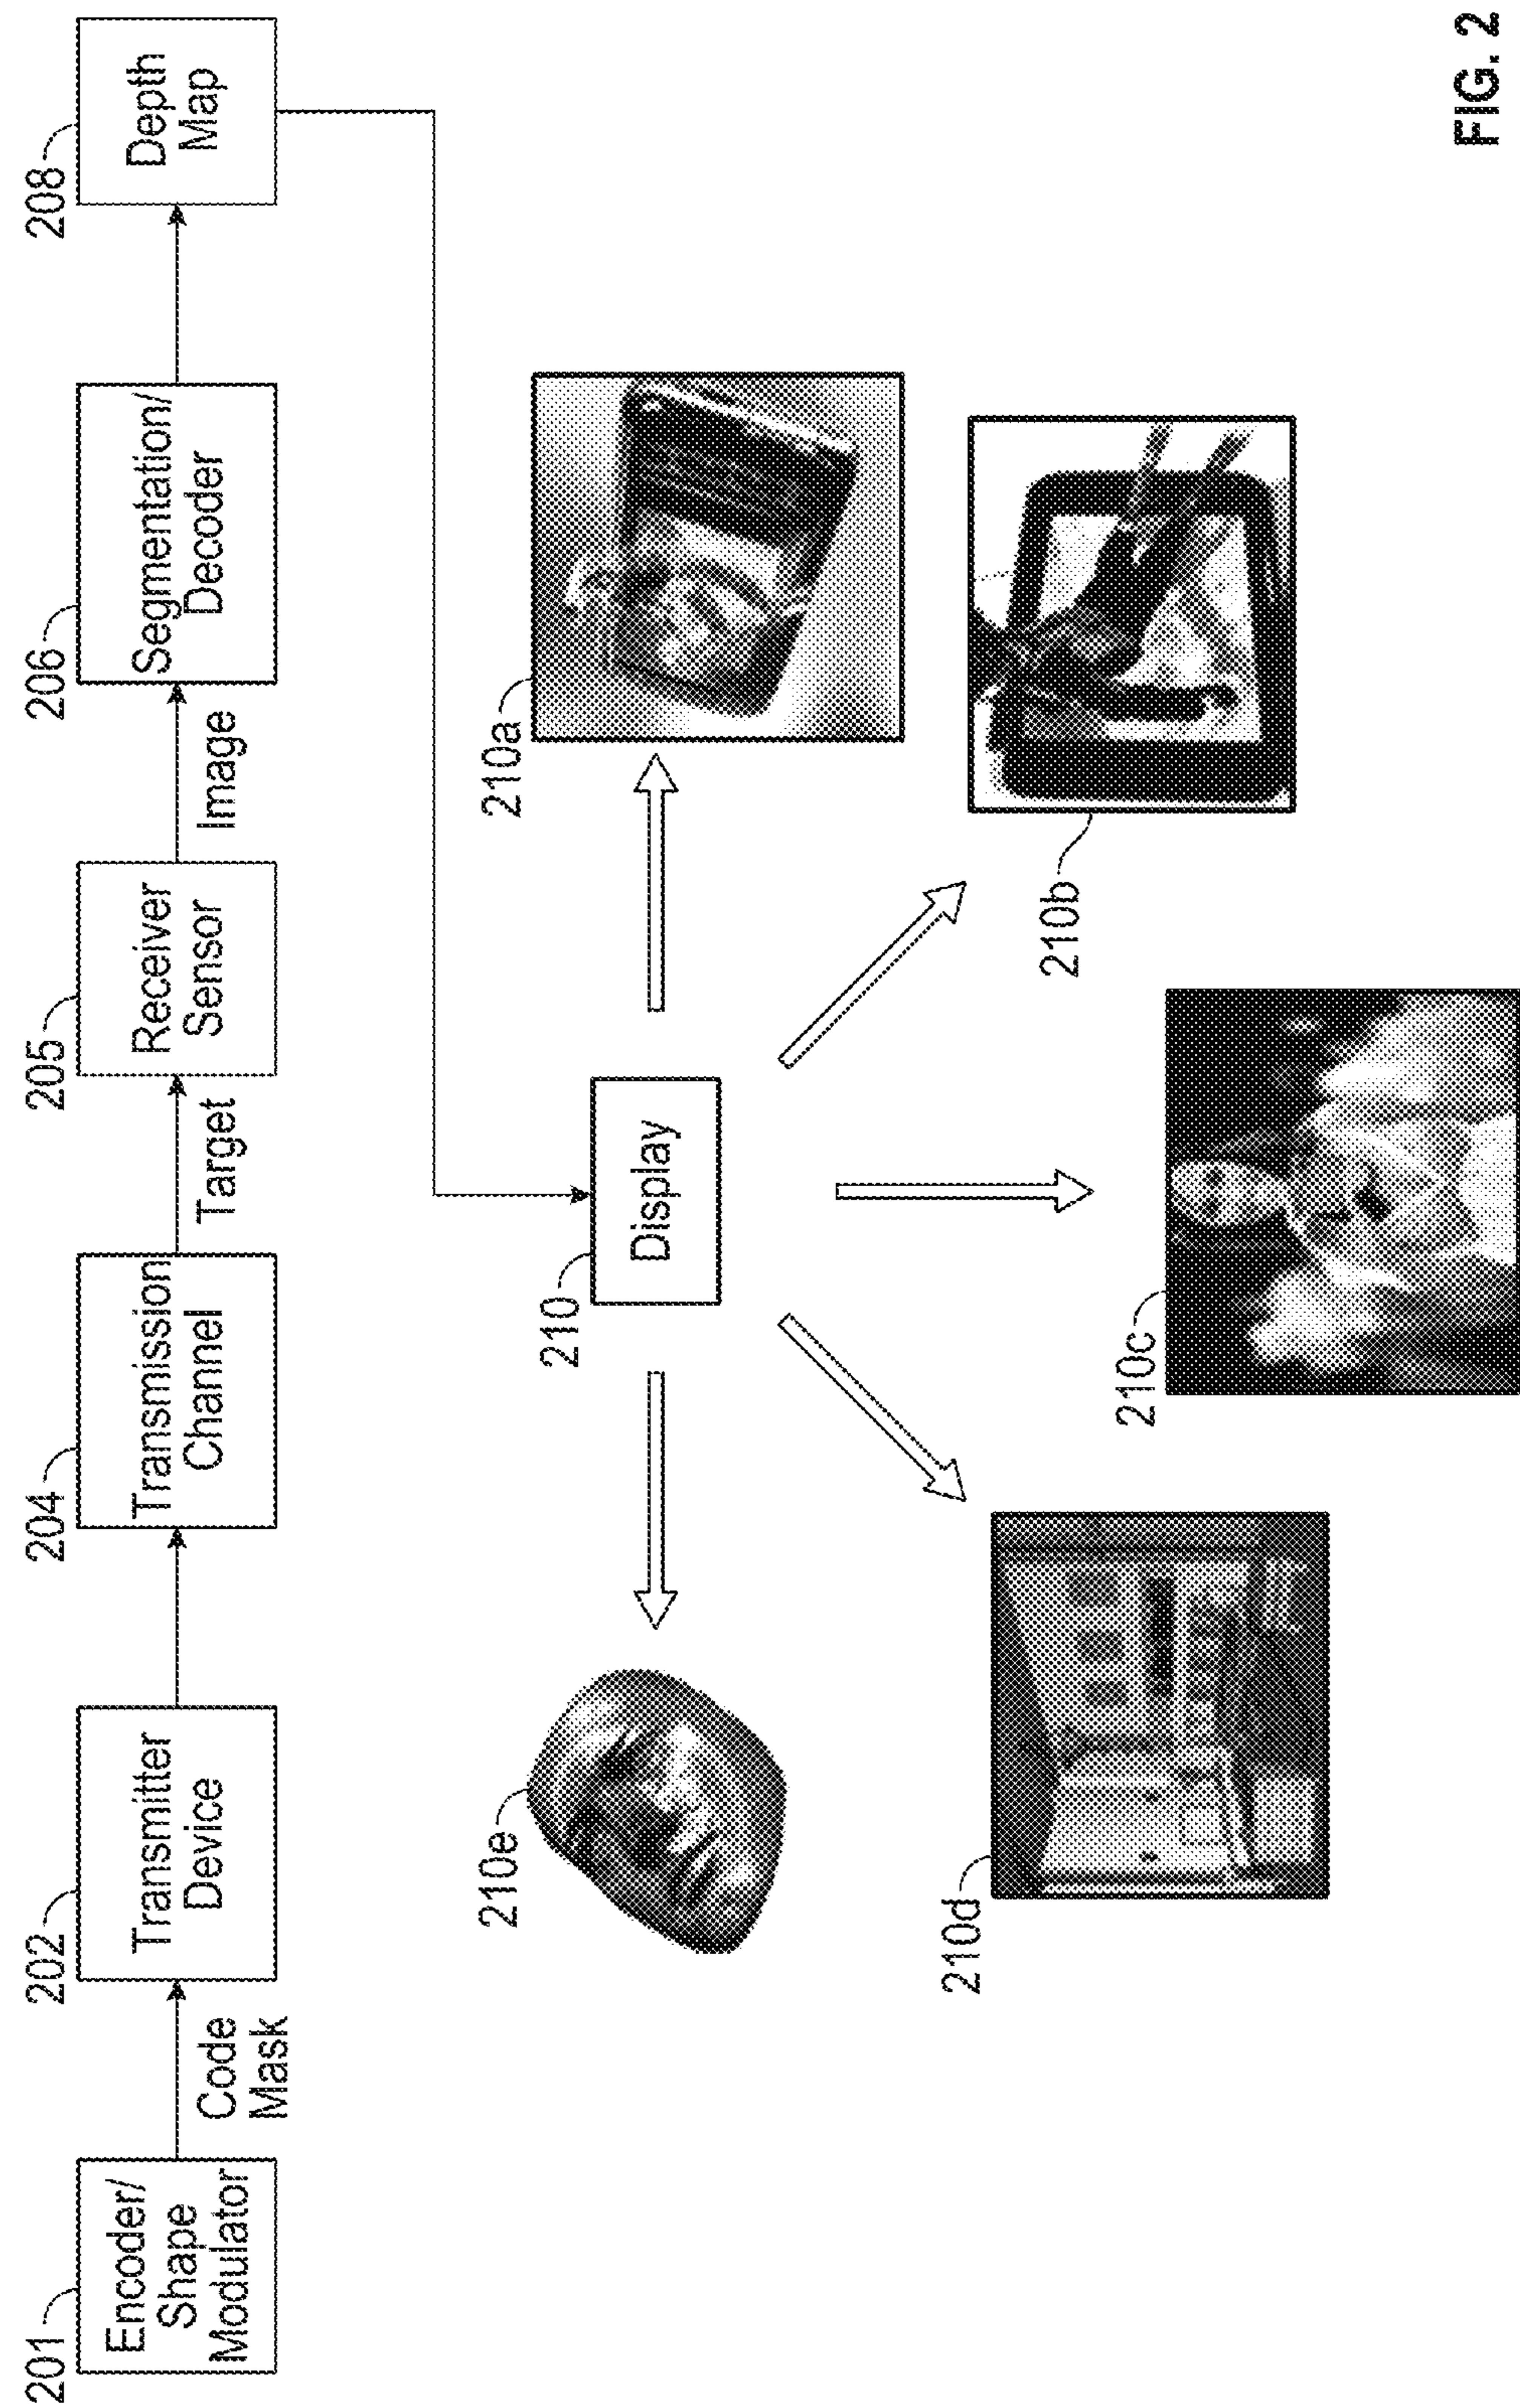 201
Encoder/
Shape
Modulator
Code
Mask
202
Transmitter
Device
204
Transmission
Channel
Target
205
Receiver
Sensor
Image
206
Segmentation/
Decoder
208
Depth
Map
210
Display
210a
210b
210c
210d
210e
FIG. 2